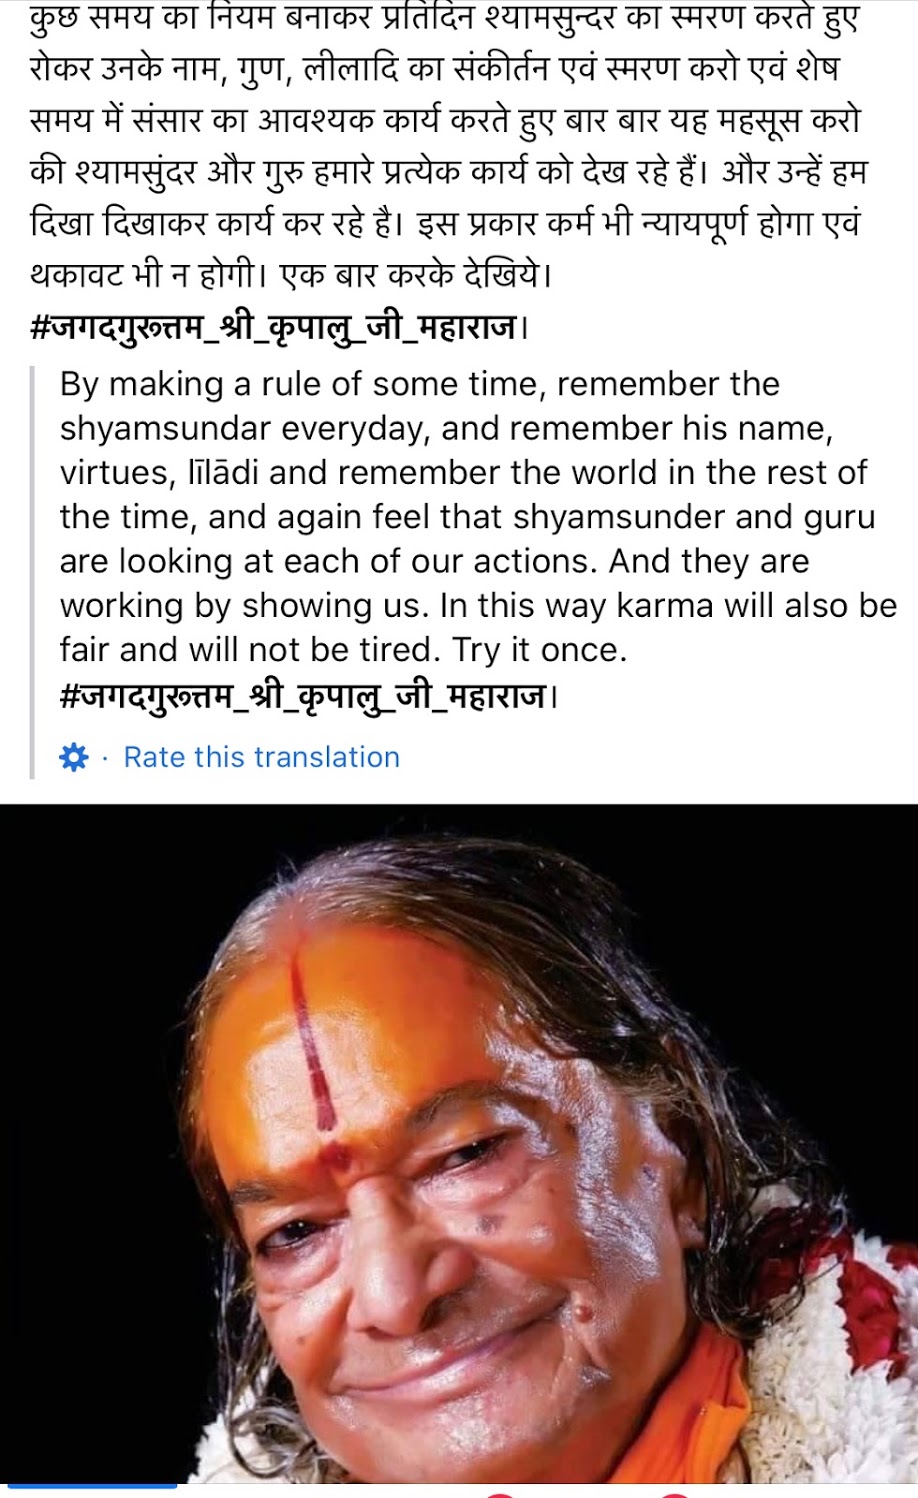 कुछ समय का नियम बनाकर प्रतिदिन श्यामसुन्दर का स्मरण करते हुए
रोकर उनके नाम, गुण, लीलादि का संकीर्तन एवं स्मरण करो एवं शेष
समय में संसार का आवश्यक कार्य करते हुए बार बार यह महसूस करो
की श्यामसुंदर और गुरु हमारे प्रत्येक कार्य को देख रहे हैं। और उन्हें हम
दिखा दिखाकर कार्य कर रहे है। इस प्रकार कर्म भी न्यायपूर्ण होगा एवं
थकावट भी न होगी। एक बार करके देखिये।
#जगदगुरूत्तम_श्री_कृपालु_जी_महाराज।
By making a rule of some time, remember the
shyamsundar everyday, and remember his name,
virtues, līlādi and remember the world in the rest of
the time, and again feel that shyamsunder and guru
are looking at each of our actions. And they are
working by showing us. In this way karma will also be
fair and will not be tired. Try it once.
#जगदगुरूत्तम_श्री_कृपालु_जी_महाराज।
· Rate this translation